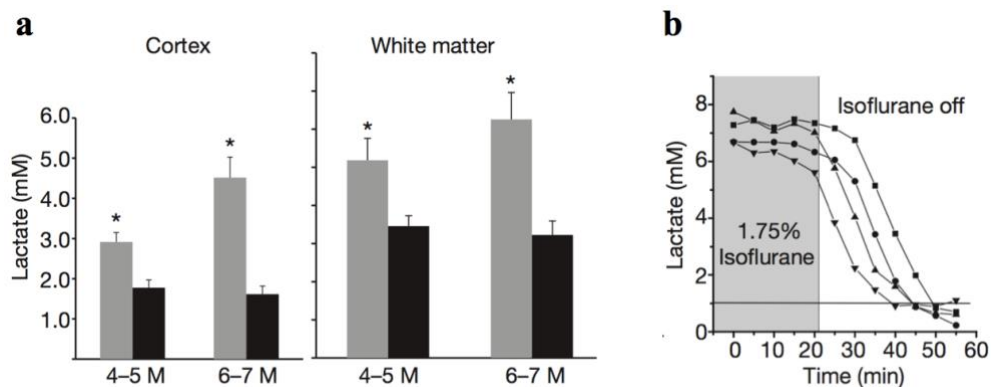 a
Cortex
White matter
Lactate (mM)
6.0
5.0
4.0
3.0
2.0
1.0
* * * *
4–5 M 6–7 M 4–5 M 6–7 M
b
Isoflurane off
1.75%
Isoflurane
Lactate (mM)
8
6
4
2
0
0 10 20 30 40 50 60
Time (min)